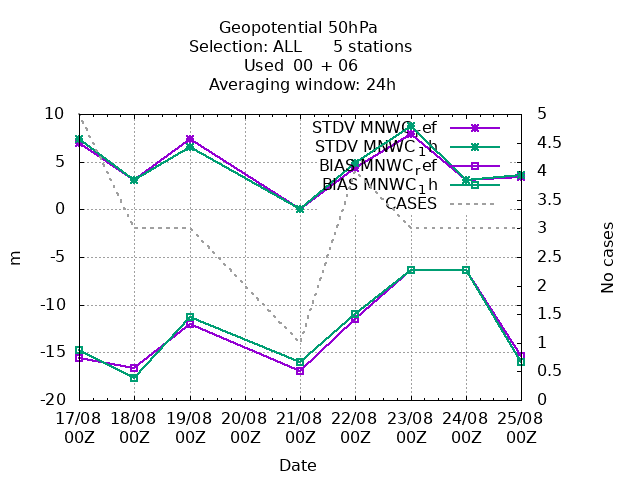 Geopotential 50hPa
Selection: ALL 5 stations
Used 00 + 06
Averaging window: 24h
STDV MNWC_ref
STDV MNWC_1h
BIAS MNWC_ref
BIAS MNWC_1h
CASES
10
5
0
-5
-10
-15
-20
m
5
4.5
4
3.5
3
2.5
2
1.5
1
0.5
0
No cases
17/08 18/08 19/08 20/08 21/08 22/08 23/08 24/08 25/08
00Z 00Z 00Z 00Z 00Z 00Z 00Z 00Z 00Z
Date